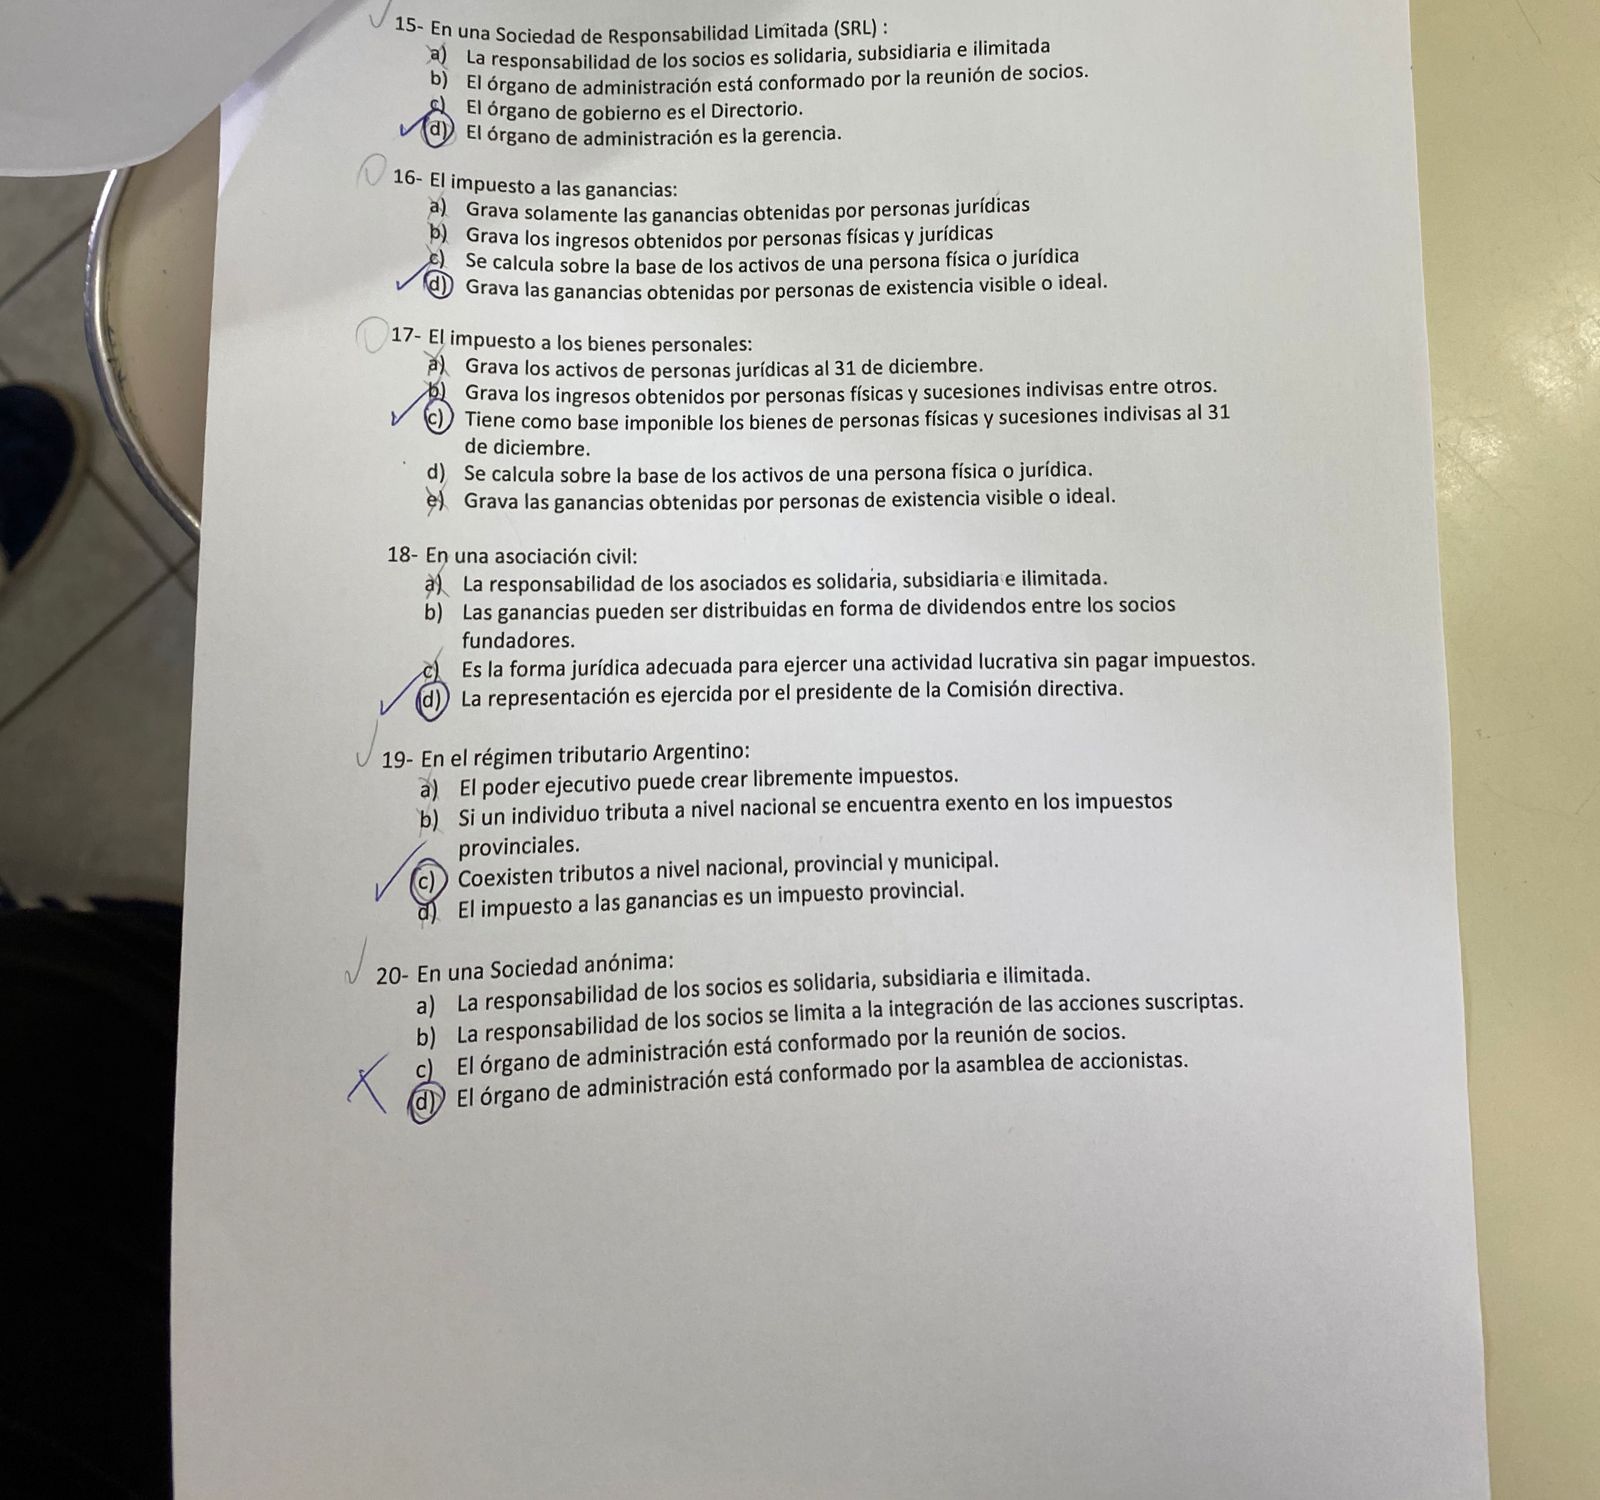 15- En una Sociedad de Responsabilidad Limitada (SRL) :
a) La responsabilidad de los socios es solidaria, subsidiaria e ilimitada
b) El órgano de administración está conformado por la reunión de socios.
c) El órgano de gobierno es el Directorio.
d) El órgano de administración es la gerencia.
16- El impuesto a las ganancias:
a) Grava solamente las ganancias obtenidas por personas jurídicas
b) Grava los ingresos obtenidos por personas físicas y jurídicas
c) Se calcula sobre la base de los activos de una persona física o jurídica
d) Grava las ganancias obtenidas por personas de existencia visible o ideal.
17- El impuesto a los bienes personales:
a) Grava los activos de personas jurídicas al 31 de diciembre.
b) Grava los ingresos obtenidos por personas físicas y sucesiones indivisas entre otros.
c) Tiene como base imponible los bienes de personas físicas y sucesiones indivisas al 31
de diciembre.
d) Se calcula sobre la base de los activos de una persona física o jurídica.
e) Grava las ganancias obtenidas por personas de existencia visible o ideal.
18- En una asociación civil:
a) La responsabilidad de los asociados es solidaria, subsidiaria e ilimitada.
b) Las ganancias pueden ser distribuidas en forma de dividendos entre los socios
fundadores.
c) Es la forma jurídica adecuada para ejercer una actividad lucrativa sin pagar impuestos.
d) La representación es ejercida por el presidente de la Comisión directiva.
19- En el régimen tributario Argentino:
a) El poder ejecutivo puede crear libremente impuestos.
b) Si un individuo tributa a nivel nacional se encuentra exento en los impuestos
provinciales.
c) Coexisten tributos a nivel nacional, provincial y municipal.
d) El impuesto a las ganancias es un impuesto provincial.
20- En una Sociedad anónima:
a) La responsabilidad de los socios es solidaria, subsidiaria e ilimitada.
b) La responsabilidad de los socios se limita a la integración de las acciones suscriptas.
c) El órgano de administración está conformado por la reunión de socios.
d) El órgano de administración está conformado por la asamblea de accionistas.